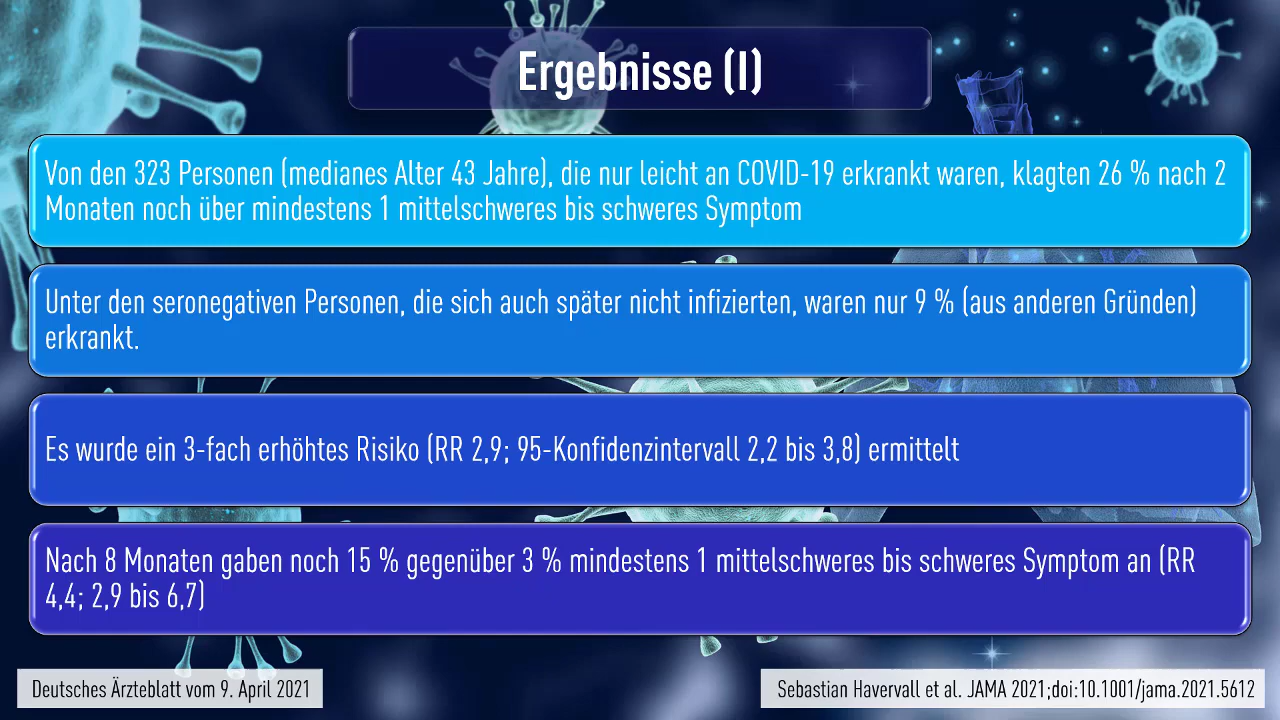 Ergebnisse (I)
Von den 323 Personen (medianes Alter 43 Jahre), die nur leicht an COVID-19 erkrankt waren, klagten 26 % nach 2
Monaten noch über mindestens 1 mittelschweres bis schweres Symptom
Unter den seronegativen Personen, die sich auch später nicht infizierten, waren nur 9 % (aus anderen Gründen)
erkrankt.
Es wurde ein 3-fach erhöhtes Risiko (RR 2,9; 95-Konfidenzintervall 2,2 bis 3,8) ermittelt
Nach 8 Monaten gaben noch 15 % gegenüber 3 % mindestens 1 mittelschweres bis schweres Symptom an (RR
4,4; 2,9 bis 6,7)
Deutsches Ärzteblatt vom 9. April 2021
Sebastian Havervall et al. JAMA 2021;doi:10.1001/jama.2021.5612